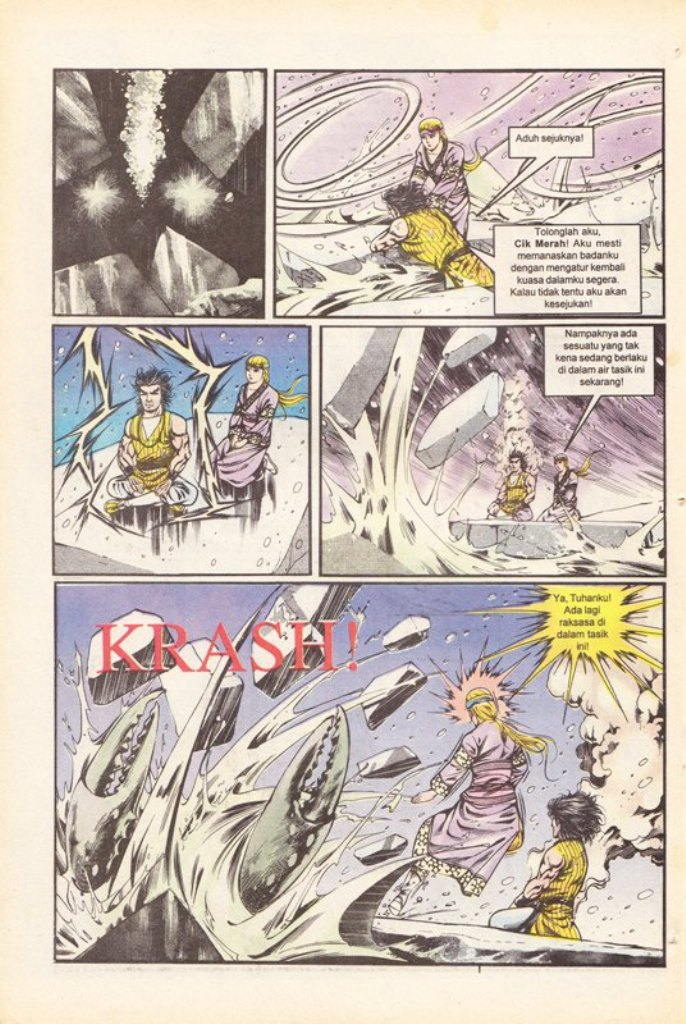 Aduh sejuknya!
Tolonglah aku,
Cik Merah! Aku mesti
memanaskan badanku
dengan mengatur kembali
kuasa dalamku segera.
Kalau tidak tentu aku akan
kesejukan!
Nampaknya ada
sesuatu yang tak
kena sedang berlaku
di dalam air tasik ini
sekarang!
Ya, Tuhanku!
Ada lagi
raksasa di
dalam tasik
ini!
KRASH!